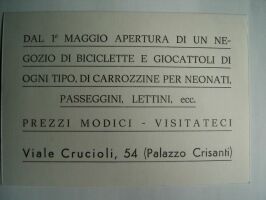 DAL 1° MAGGIO APERTURA DI UN NE-
GOZIO DI BICICLETTE E GIOCATTOLI DI
OGNI TIPO, DI CARROZZINE PER NEONATI,
PASSEGGINI, LETTINI, ecc.
PREZZI MODICI - VISITATECI
Viale Crucioli, 54 (Palazzo Crisanti)